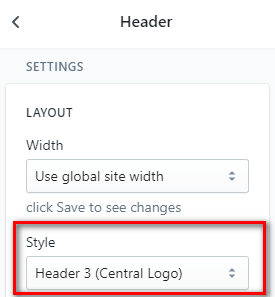 Header
SETTINGS
LAYOUT
Width
Use global site width
click Save to see changes
Style
Header 3 (Central Logo)